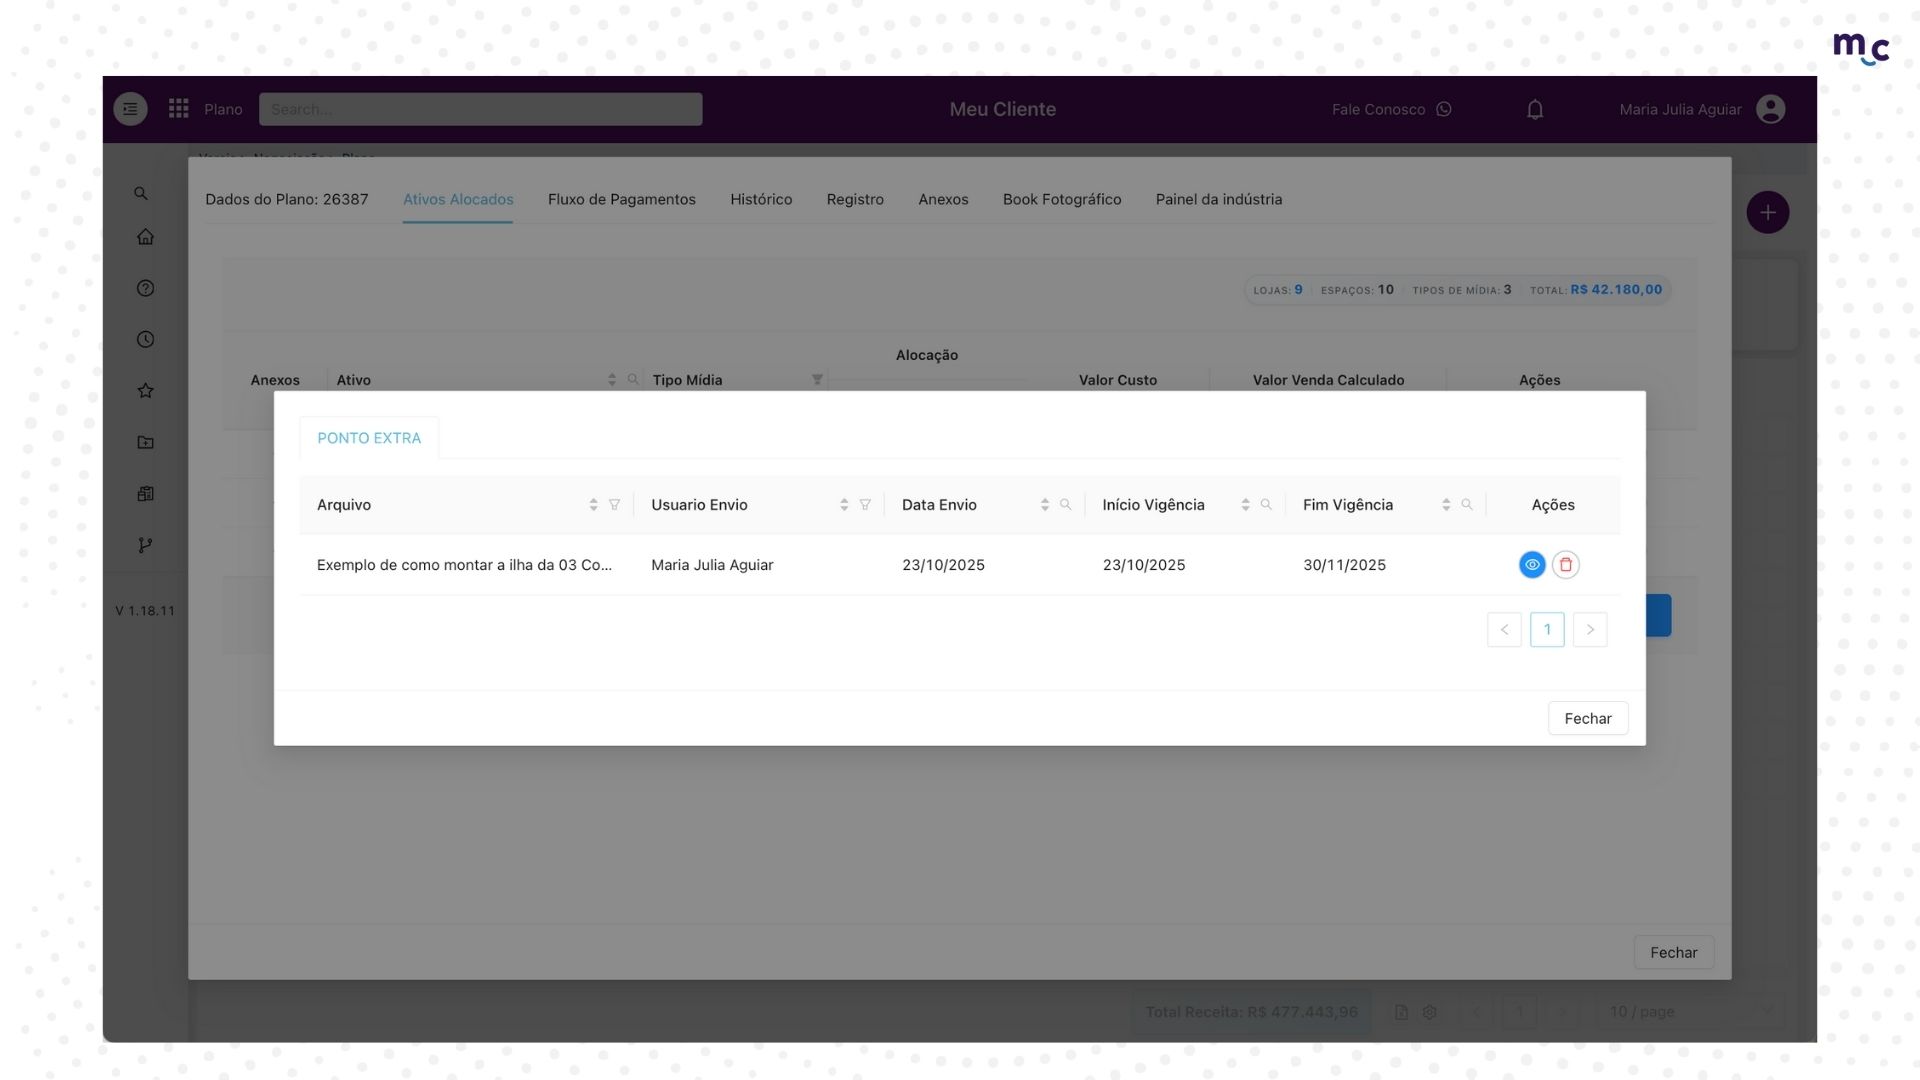 mc
Plano
Search...
Meu Cliente
Fale Conosco
Maria Julia Aguiar
Dados do Plano: 26387
Ativos Alocados
Fluxo de Pagamentos
Histórico
Registro
Anexos
Book Fotográfico
Painel da indústria
LOJAS: 9
ESPAÇOS: 10
TIPOS DE MÍDIA: 3
TOTAL: R$ 42.180,00
Alocação
Anexos
Ativo
Tipo Mídia
Valor Custo
Valor Venda Calculado
Ações
PONTO EXTRA
Arquivo
Usuario Envio
Data Envio
Início Vigência
Fim Vigência
Ações
Exemplo de como montar a ilha da 03 Co...
Maria Julia Aguiar
23/10/2025
23/10/2025
30/11/2025
V 1.18.11
1
Fechar
Fechar
Total Receita: R$ 477.443,96
1
10 / page